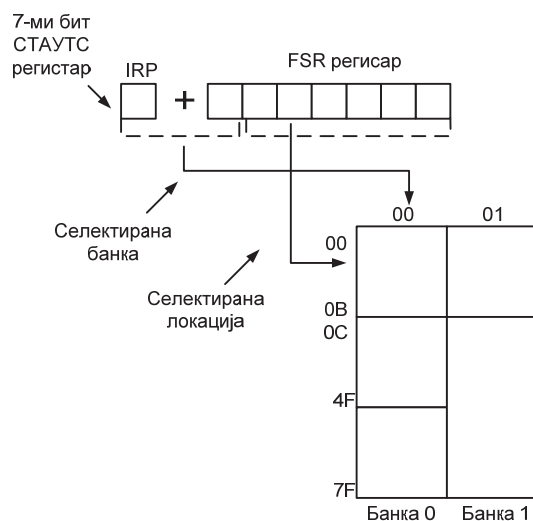 7-ми бит
СТАУТС
регистар
IRP
FSR регисар
+
Селектирана
банка
Селектирана
локација
00
01
00
0B
0C
4F
7F
Банка 0
Банка 1